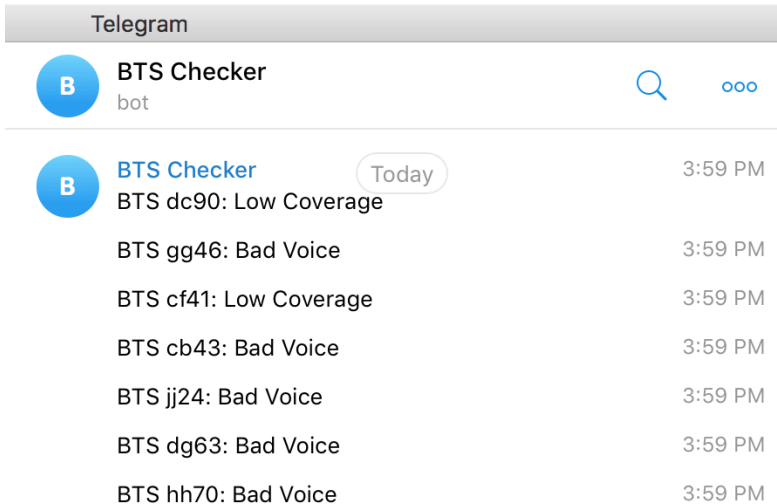 Telegram
B
BTS Checker
bot
B
BTS Checker
Today
3:59 PM
BTS dc90: Low Coverage
BTS gg46: Bad Voice
3:59 PM
BTS cf41: Low Coverage
3:59 PM
BTS cb43: Bad Voice
3:59 PM
BTS jj24: Bad Voice
3:59 PM
BTS dg63: Bad Voice
3:59 PM
BTS hh70: Bad Voice
3:59 PM